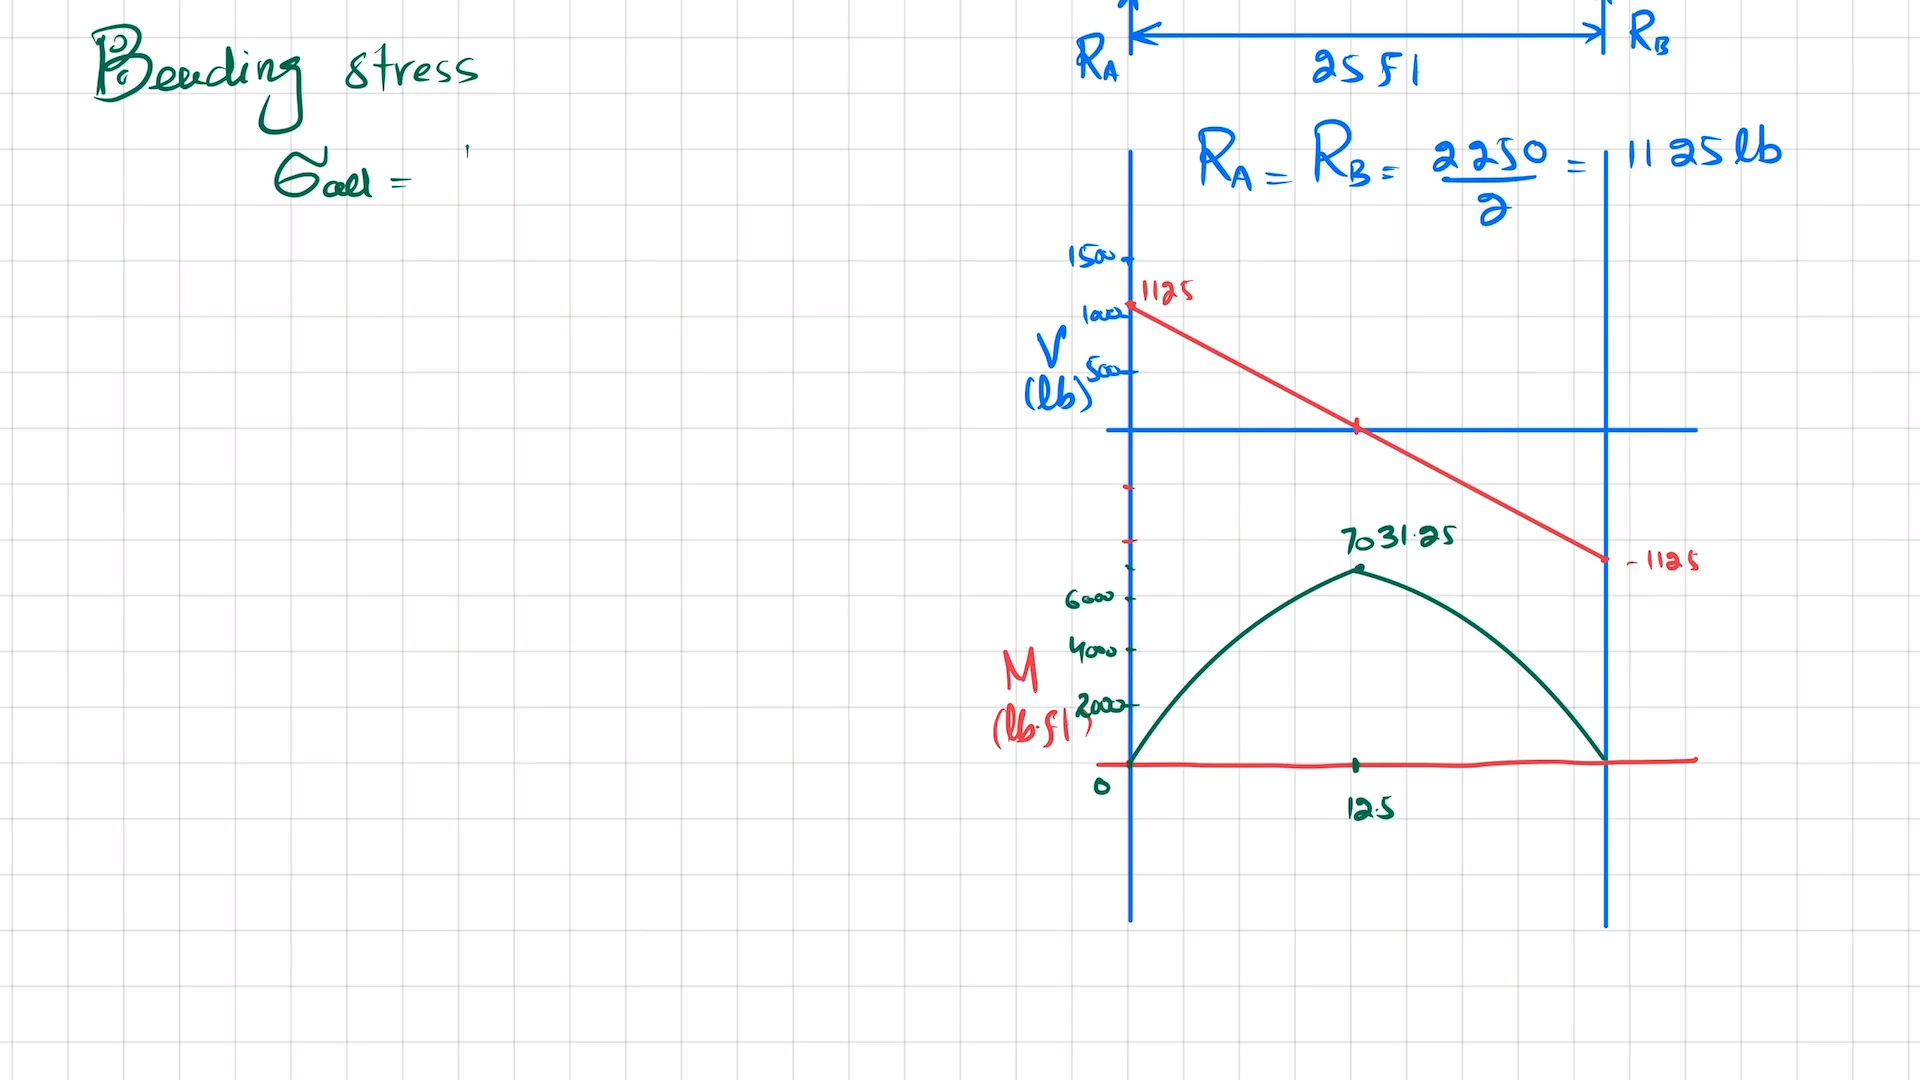 Bending stress
σall =
RA
25 ft
RB
RA = RB = 2250/2 = 1125 lb
1500
1125
1000
V
500
(lb)
-1125
7031.25
6000
4000
M
2000
(lb.ft)
0
12.5